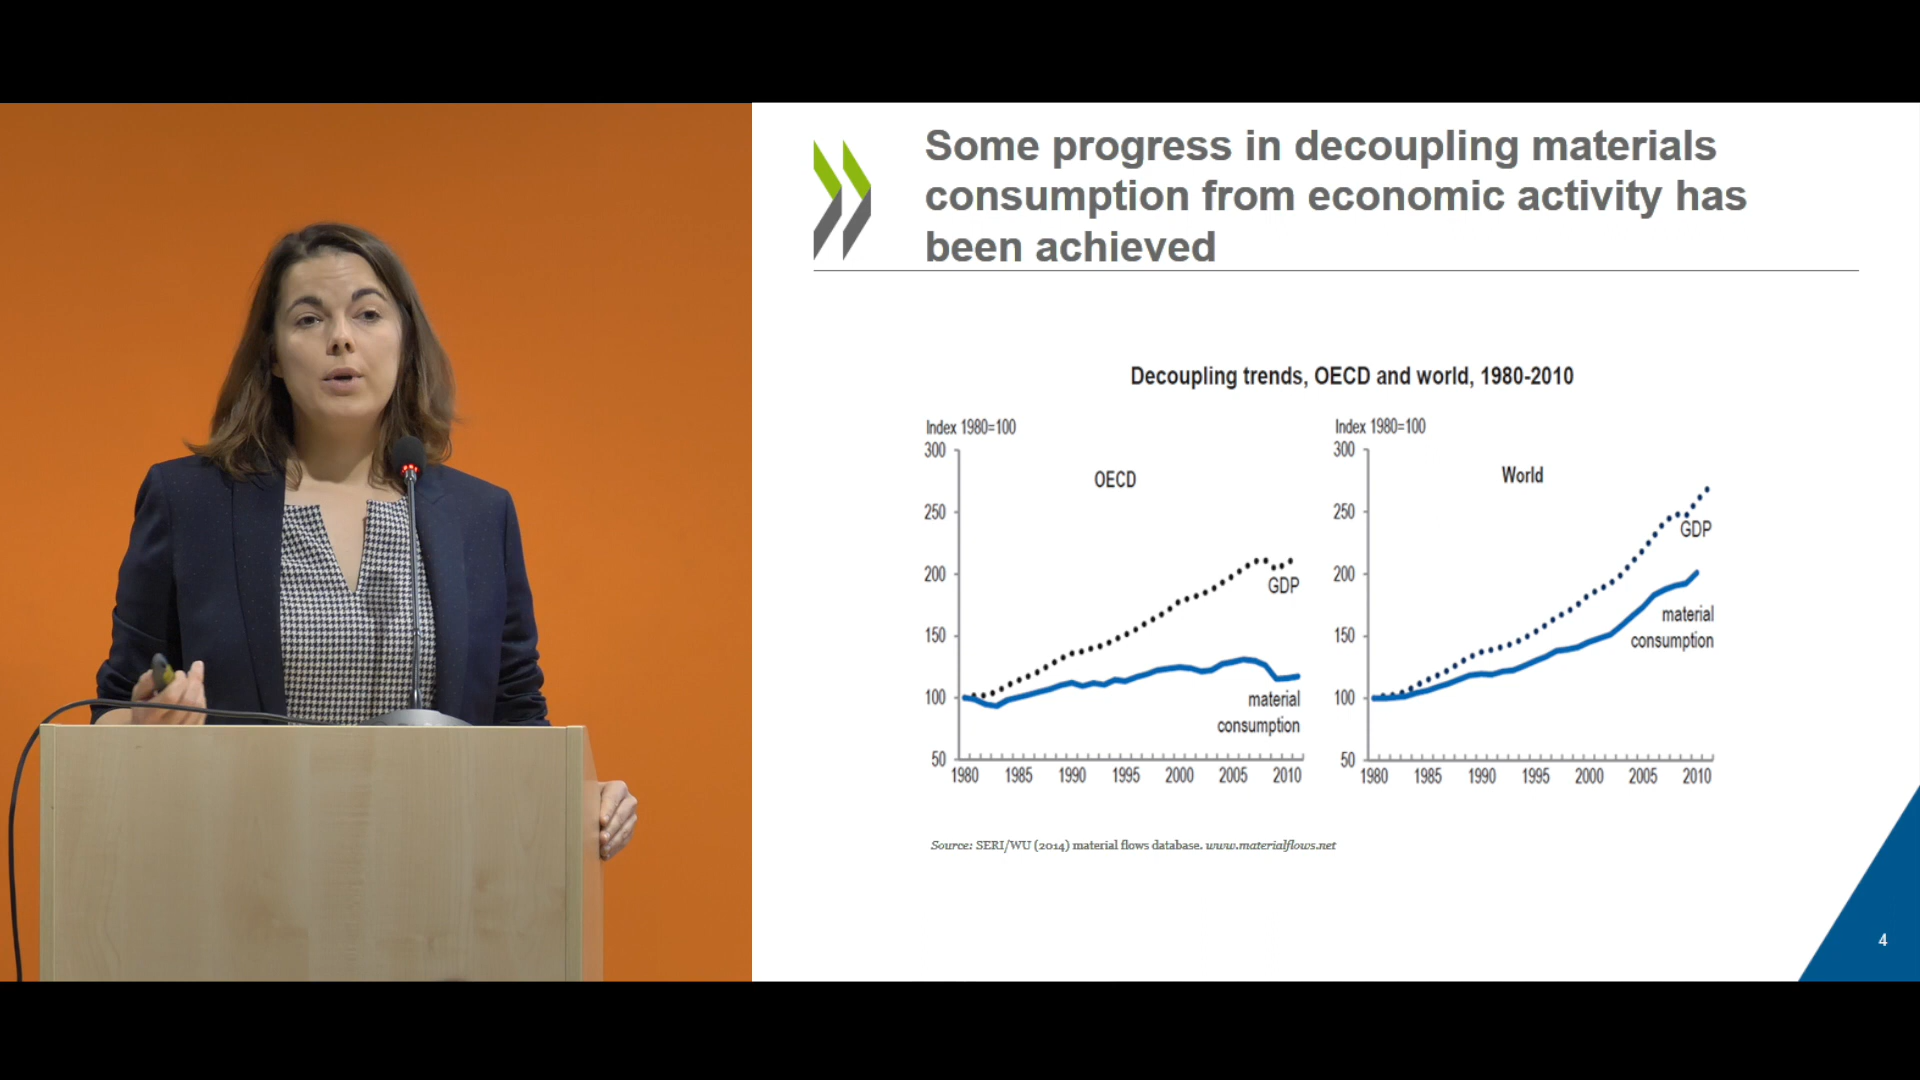 Some progress in decoupling materials
consumption from economic activity has
been achieved
Decoupling trends, OECD and world, 1980-2010
Index 1980=100
300
250
200
150
100
50
OECD
GDP
material
consumption
1980 1985 1990 1995 2000 2005 2010
Index 1980=100
300
250
200
150
100
50
World
GDP
material
consumption
1980 1985 1990 1995 2000 2005 2010
Source: SERI/WU (2014) material flows database. www.materialflows.net
4